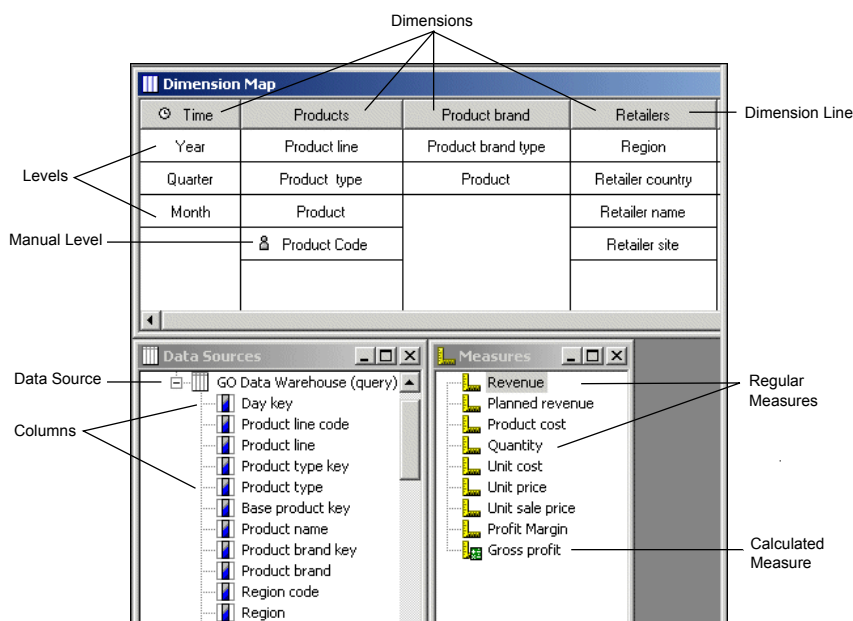 Dimensions
Dimension Map
Time Products Product brand Retailers
Dimension Line
Year Product line Product brand type Region
Levels
Quarter Product type Product Retailer country
Month Product Retailer name
Manual Level
Product Code Retailer site
Data Sources
Measures
Data Source
GO Data Warehouse (query)
Columns
Day key
Product line code
Product line
Product type key
Product type
Base product key
Product name
Product brand key
Product brand
Region code
Region
Revenue
Planned revenue
Product cost
Quantity
Unit cost
Unit price
Unit sale price
Profit Margin
Gross profit
Regular
Measures
Calculated
Measure